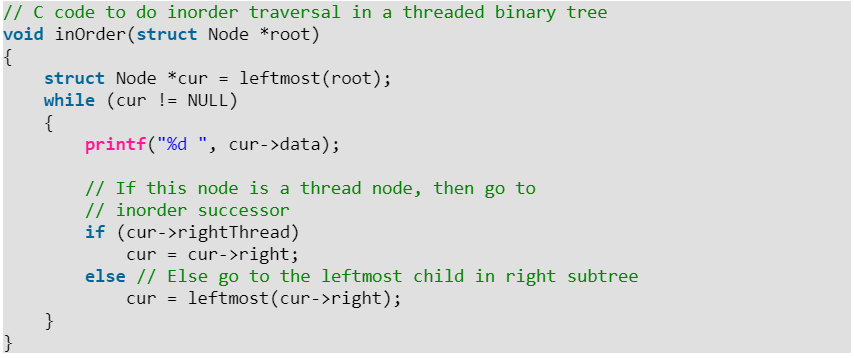 // C code to do inorder traversal in a threaded binary tree
void inOrder(struct Node *root)
{
    struct Node *cur = leftmost(root);
    while (cur != NULL)
    {
        printf("%d ", cur->data);

        // If this node is a thread node, then go to
        // inorder successor
        if (cur->rightThread)
            cur = cur->right;
        else // Else go to the leftmost child in right subtree
            cur = leftmost(cur->right);
    }
}